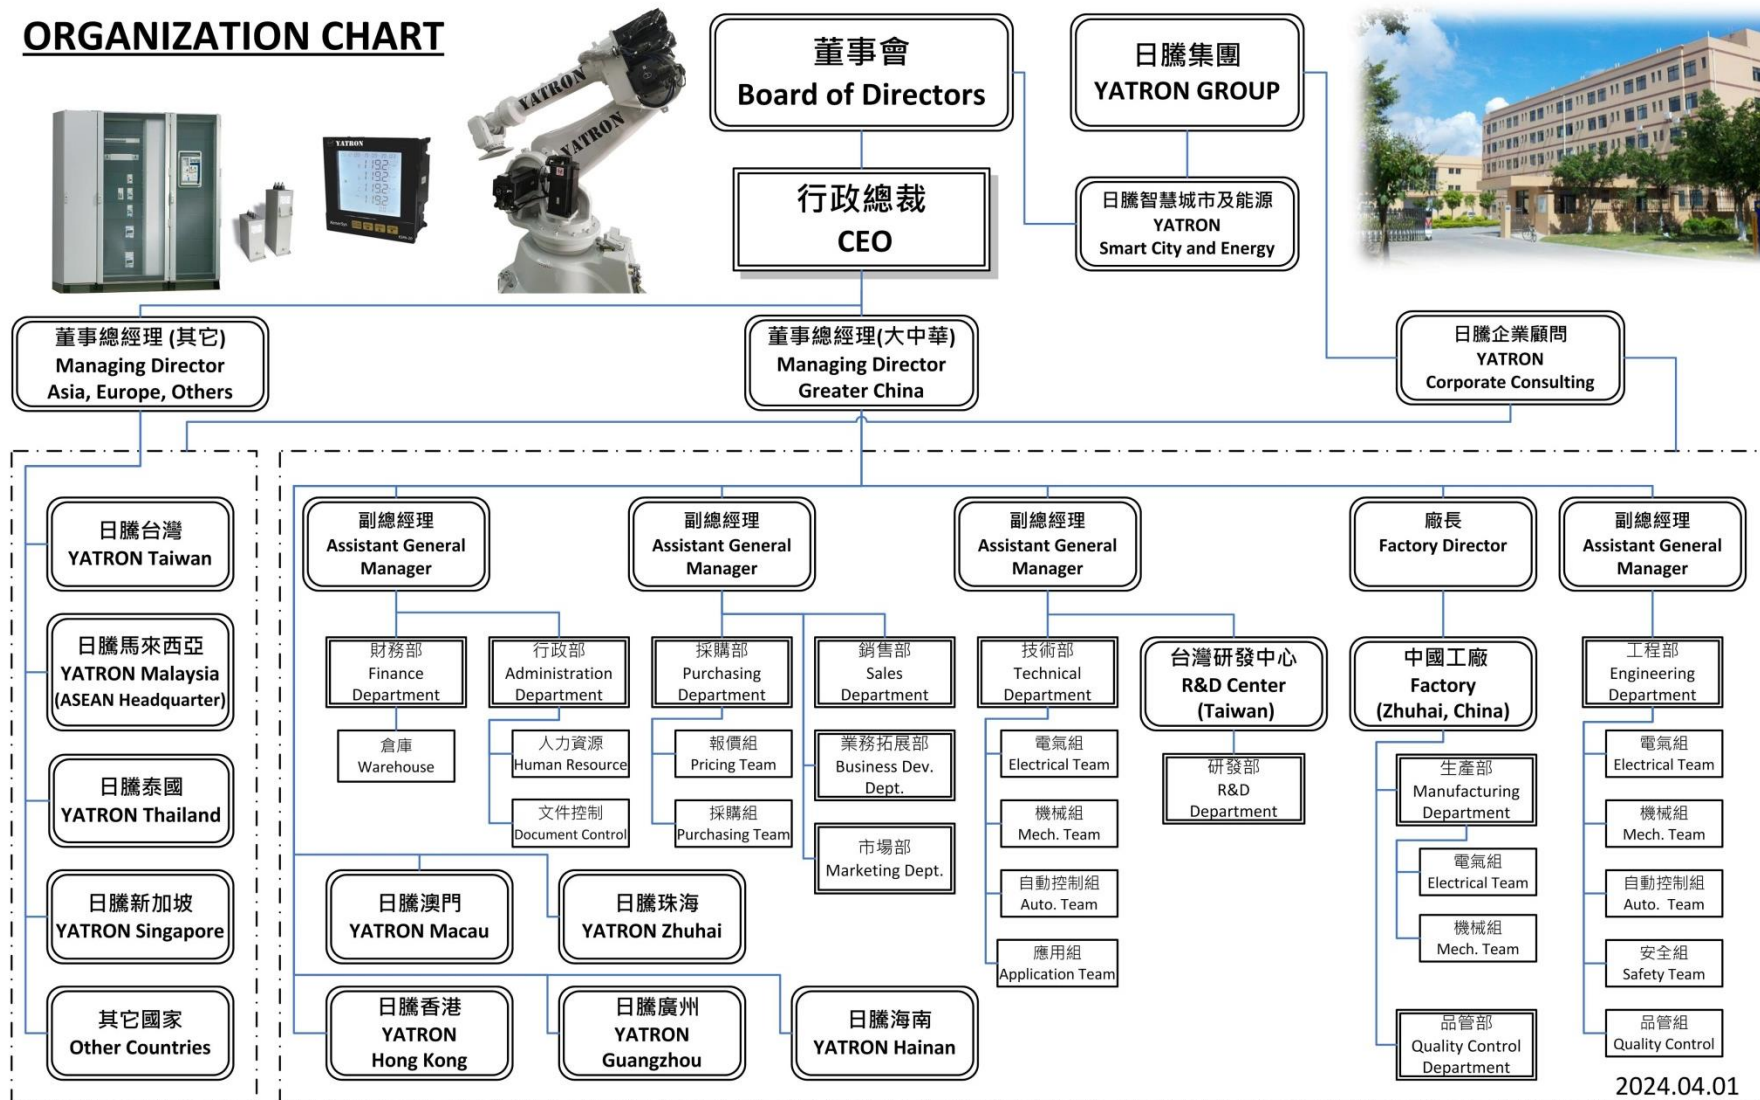 ORGANIZATION CHART
YATRON
YATRON
YATRON
董事會
Board of Directors
日騰集團
YATRON GROUP
行政總裁
CEO
日騰智慧城市及能源
YATRON
Smart City and Energy
董事總經理 (其它)
Managing Director
Asia, Europe, Others
董事總經理(大中華)
Managing Director
Greater China
日騰企業顧問
YATRON
Corporate Consulting
日騰台灣
YATRON Taiwan
日騰馬來西亞
YATRON Malaysia
(ASEAN Headquarter)
日騰泰國
YATRON Thailand
日騰新加坡
YATRON Singapore
其它國家
Other Countries
副總經理
Assistant General
Manager
副總經理
Assistant General
Manager
副總經理
Assistant General
Manager
廠長
Factory Director
副總經理
Assistant General
Manager
財務部
Finance
Department
行政部
Administration
Department
採購部
Purchasing
Department
銷售部
Sales
Department
技術部
Technical
Department
台灣研發中心
R&D Center
(Taiwan)
中國工廠
Factory
(Zhuhai, China)
工程部
Engineering
Department
倉庫
Warehouse
人力資源
Human Resource
文件控制
Document Control
報價組
Pricing Team
採購組
Purchasing Team
業務拓展部
Business Dev.
Dept.
市場部
Marketing Dept.
電氣組
Electrical Team
機械組
Mech. Team
自動控制組
Auto. Team
應用組
Application Team
研發部
R&D
Department
生產部
Manufacturing
Department
電氣組
Electrical Team
機械組
Mech. Team
品管部
Quality Control
Department
電氣組
Electrical Team
機械組
Mech. Team
自動控制組
Auto. Team
安全組
Safety Team
品管組
Quality Control
日騰澳門
YATRON Macau
日騰珠海
YATRON Zhuhai
日騰香港
YATRON
Hong Kong
日騰廣州
YATRON
Guangzhou
日騰海南
YATRON Hainan
2024.04.01